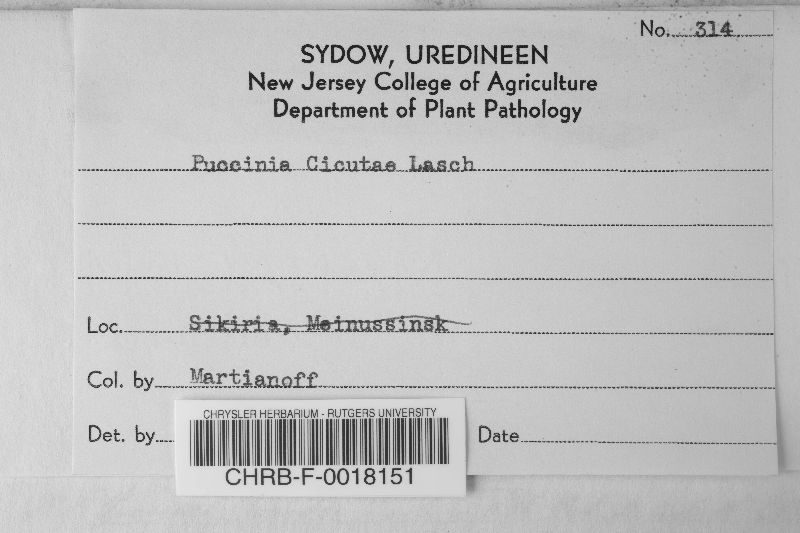 No. 314
SYDOW, UREDINEEN
New Jersey College of Agriculture
Department of Plant Pathology
Puccinia Cicutae Lasch
Loc. Sikiria, Meinussinsk
Col. by Martianoff
Det. by
Date
CHRYSLER HERBARIUM - RUTGERS UNIVERSITY
CHRB-F-0018151